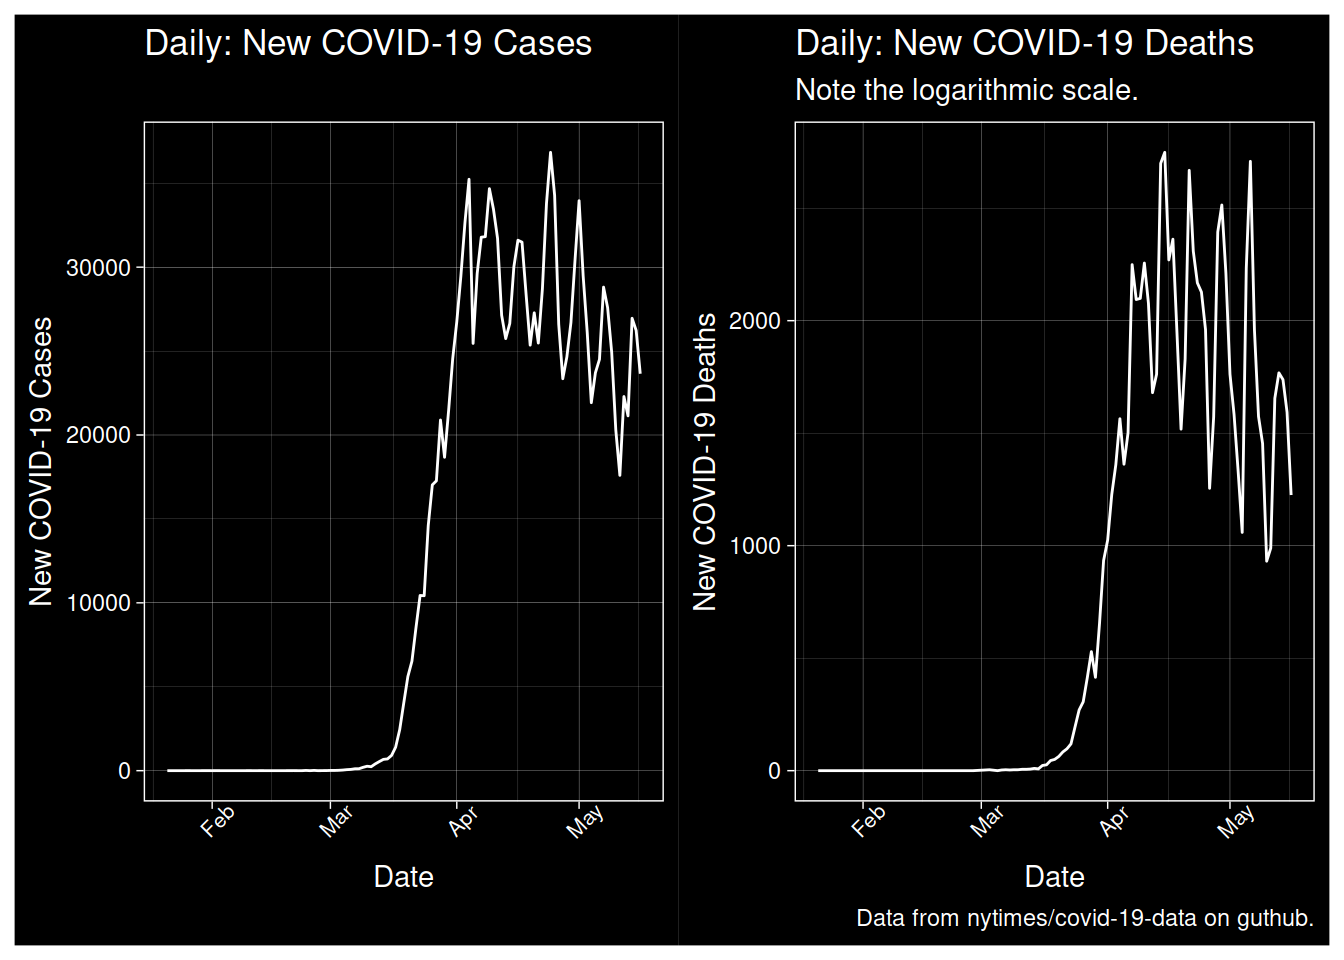 Daily: New COVID-19 Cases
New COVID-19 Cases
30000
20000
10000
0
Feb
Mar
Apr
May
Date
Daily: New COVID-19 Deaths
Note the logarithmic scale.
New COVID-19 Deaths
2000
1000
0
Feb
Mar
Apr
May
Date
Data from nytimes/covid-19-data on guthub.